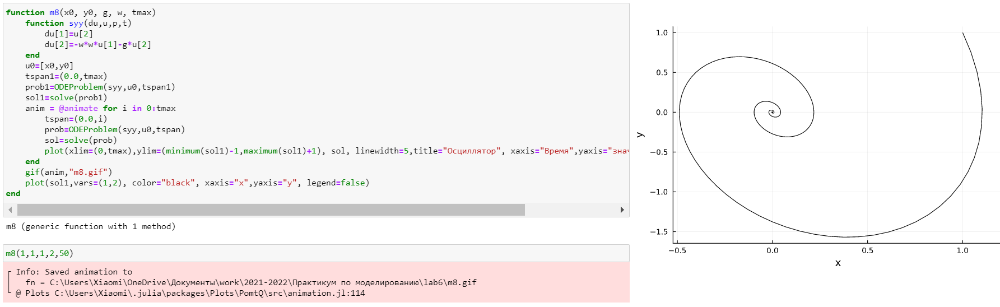 function m8(x0, y0, g, w, tmax)
    function syy(du,u,p,t)
        du[1]=u[2]
        du[2]=-w*w*u[1]-g*u[2]
    end
    u0=[x0,y0]
    tspan1=(0.0,tmax)
    prob1=ODEProblem(syy,u0,tspan1)
    sol1=solve(prob1)
    anim = @animate for i in 0:tmax
        tspan=(0.0,i)
        prob=ODEProblem(syy,u0,tspan)
        sol=solve(prob)
        plot(xlim=(0,tmax),ylim=(minimum(sol1)-1,maximum(sol1)+1), sol, linewidth=5,title="Осциллятор", xaxis="Время",yaxis="знач
    end
    gif(anim,"m8.gif")
    plot(sol1,vars=(1,2), color="black", xaxis="x",yaxis="y", legend=false)
end
m8 (generic function with 1 method)
m8(1,1,1,2,50)
┌ Info: Saved animation to
│   fn = C:\Users\Xiaomi\OneDrive\Документы\work\2021-2022\Практикум по моделированию\lab6\m8.gif
└ @ Plots C:\Users\Xiaomi\.julia\packages\Plots\PomtQ\src\animation.jl:114
1.0
0.5
0.0
−0.5
−1.0
−1.5
y
−0.5 0.0 0.5 1.0
x